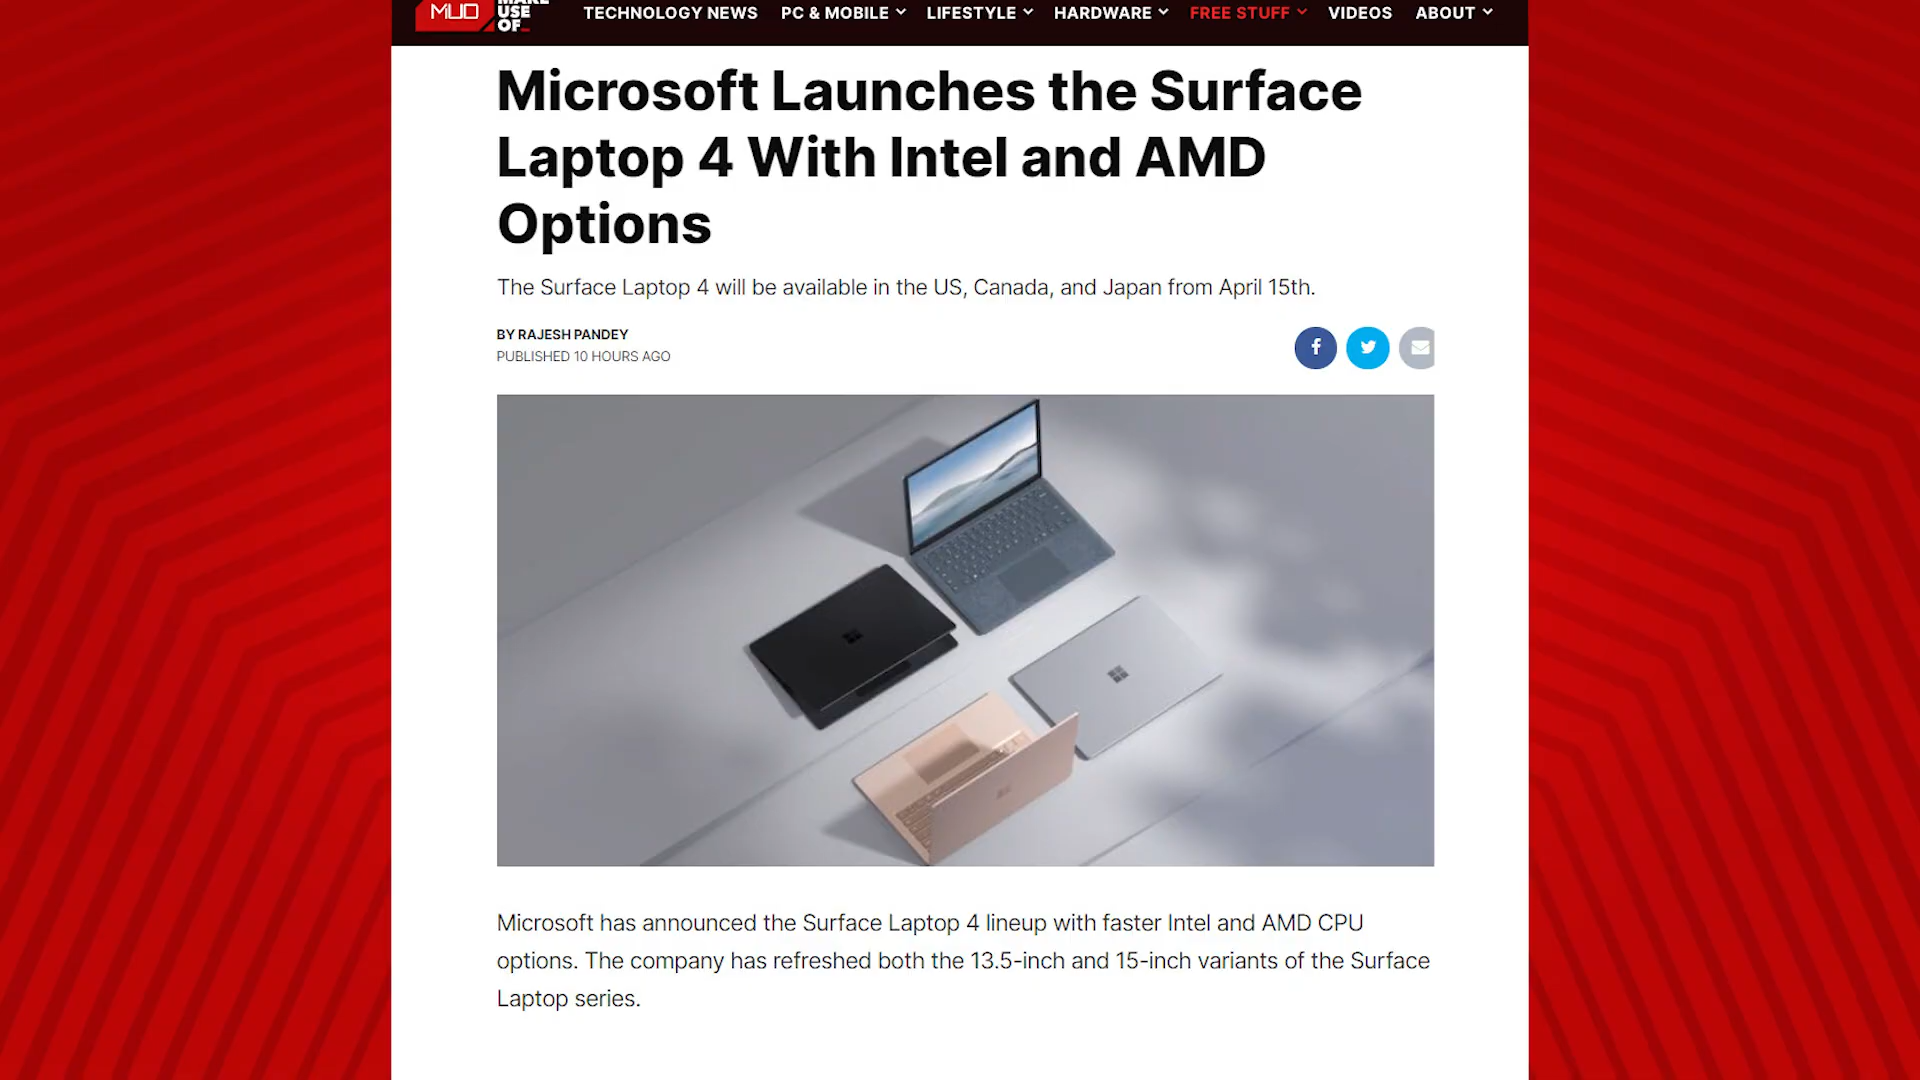 MUO
MAKE
USE
OF_
TECHNOLOGY NEWS PC & MOBILE LIFESTYLE HARDWARE FREE STUFF VIDEOS ABOUT
Microsoft Launches the Surface
Laptop 4 With Intel and AMD
Options
The Surface Laptop 4 will be available in the US, Canada, and Japan from April 15th.
BY RAJESH PANDEY
PUBLISHED 10 HOURS AGO
Microsoft has announced the Surface Laptop 4 lineup with faster Intel and AMD CPU
options. The company has refreshed both the 13.5-inch and 15-inch variants of the Surface
Laptop series.